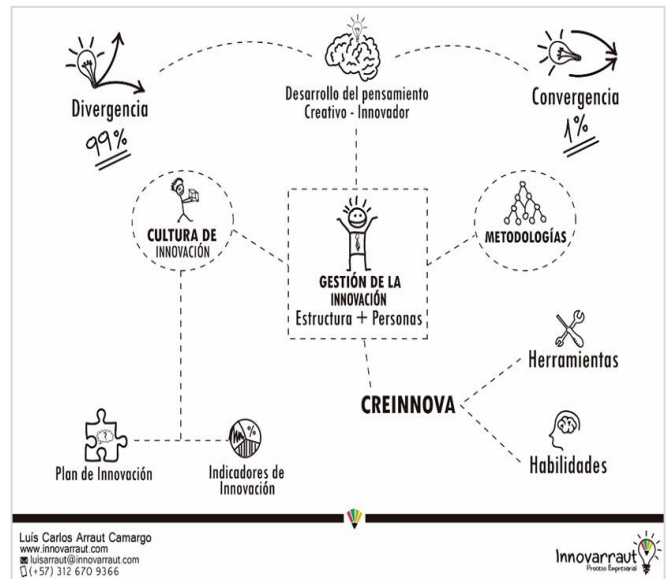 Divergencia
99%
Desarrollo del pensamiento
Creativo - Innovador
Convergencia
1%
CULTURA DE
INNOVACIÓN
GESTIÓN DE LA
INNOVACIÓN
Estructura + Personas
METODOLOGÍAS
CREINNOVA
Herramientas
Habilidades
?
Plan de Innovación
%
Indicadores de
Innovación
Luis Carlos Arraut Camargo
www.innovarraut.com
luisarraut@innovarraut.com
(+57) 312 670 9366
Innovarraut
Proceso Empresarial